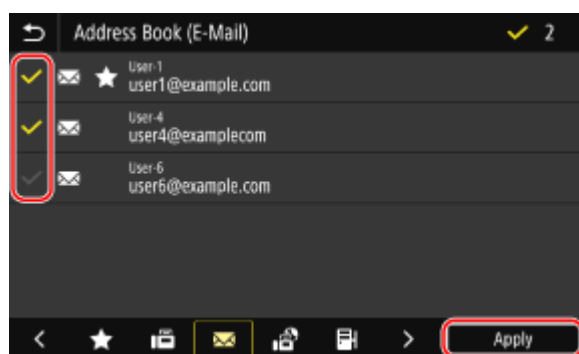 Address Book (E-Mail)
2
User-1
user1@example.com
User-4
user4@examplecom
User-6
user6@example.com
Apply